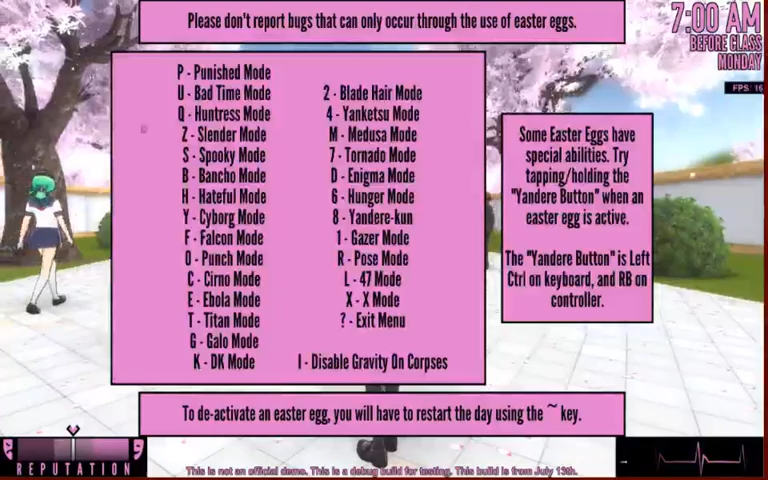 Please don't report bugs that can only occur through the use of easter eggs.
7:00 AM
BEFORE CLASS
MONDAY
FPS: 16
P - Punished Mode
U - Bad Time Mode
Q - Huntress Mode
Z - Slender Mode
S - Spooky Mode
B - Bancho Mode
H - Hateful Mode
Y - Cyborg Mode
F - Falcon Mode
O - Punch Mode
C - Cirno Mode
E - Ebola Mode
T - Titan Mode
G - Galo Mode
K - DK Mode
2 - Blade Hair Mode
4 - Yanketsu Mode
M - Medusa Mode
7 - Tornado Mode
D - Enigma Mode
6 - Hunger Mode
8 - Yandere-kun
1 - Gazer Mode
R - Pose Mode
L - 47 Mode
X - X Mode
? - Exit Menu
I - Disable Gravity On Corpses
Some Easter Eggs have
special abilities. Try
tapping/holding the
"Yandere Button" when an
easter egg is active.
The "Yandere Button" is Left
Ctrl on keyboard, and RB on
controller.
To de-activate an easter egg, you will have to restart the day using the ~ key.
REPUTATION
This is not an official demo. This is a debug build for testing. This build is from July 13th.